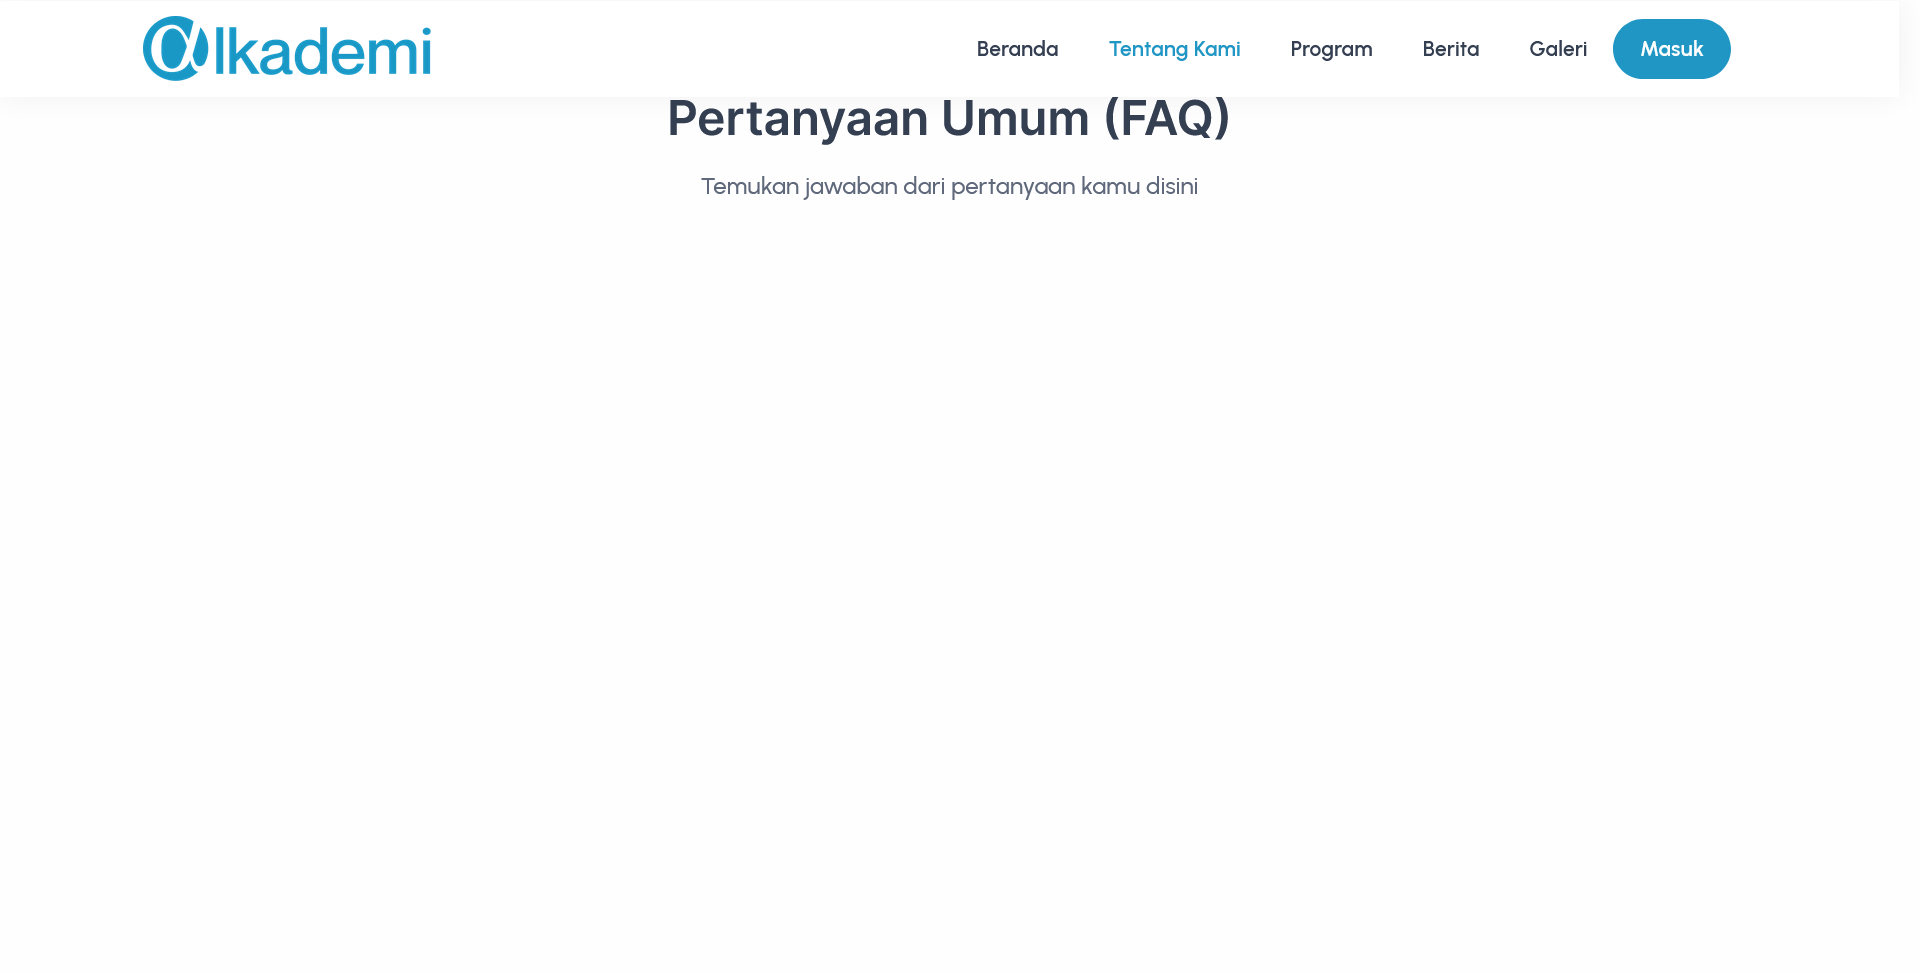 @lkademi
Beranda Tentang Kami Program Berita Galeri Masuk
Pertanyaan Umum (FAQ)
Temukan jawaban dari pertanyaan kamu disini